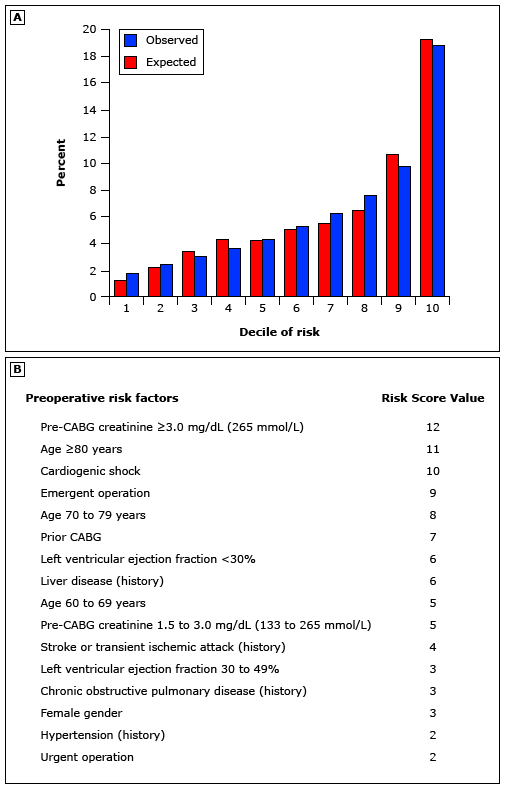 A
20
18
16
14
12
10
8
6
4
2
0
Percent
Observed
Expected
1 2 3 4 5 6 7 8 9 10
Decile of risk
B
Preoperative risk factors Risk Score Value
Pre-CABG creatinine ≥3.0 mg/dL (265 mmol/L) 12
Age ≥80 years 11
Cardiogenic shock 10
Emergent operation 9
Age 70 to 79 years 8
Prior CABG 7
Left ventricular ejection fraction <30% 6
Liver disease (history) 6
Age 60 to 69 years 5
Pre-CABG creatinine 1.5 to 3.0 mg/dL (133 to 265 mmol/L) 5
Stroke or transient ischemic attack (history) 4
Left ventricular ejection fraction 30 to 49% 3
Chronic obstructive pulmonary disease (history) 3
Female gender 3
Hypertension (history) 2
Urgent operation 2